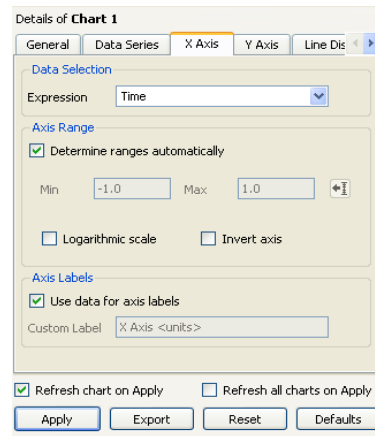 Details of Chart 1
General Data Series X Axis Y Axis Line Dis
Data Selection
Expression Time
Axis Range
Determine ranges automatically
Min -1.0 Max 1.0
Logarithmic scale Invert axis
Axis Labels
Use data for axis labels
Custom Label X Axis <units>
Refresh chart on Apply Refresh all charts on Apply
Apply Export Reset Defaults